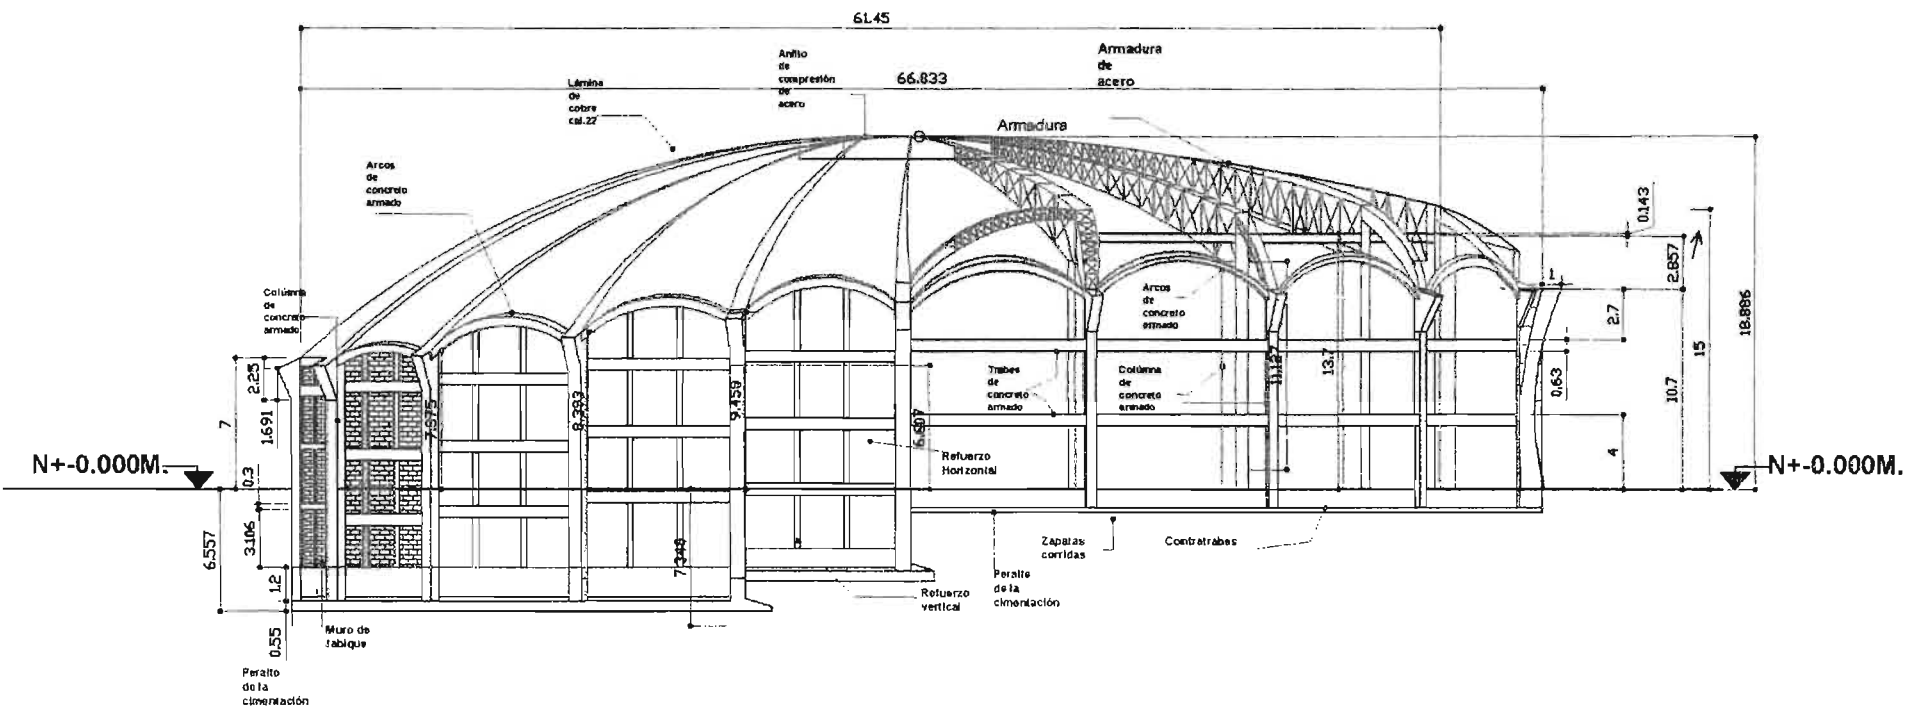 61.45
66.833
Armadura
de
acero
Anillo
de
compresión
de
acero
Lámina
de
cobre
cal.22
Armadura
Arcos
de
concreto
armado
Columna
de
concreto
armado
0.143
2.857
2.7
18.886
15
10.7
0.63
4
1
Arcos
de
concreto
armado
Trabes
de
concreto
armado
Columna
de
concreto
armado
11.127
13.7
2.25
7
1.691
7.875
8.393
9.459
6.607
Refuerzo
Horizontal
N+-0.000M.
N+-0.000M.
0.3
3.106
6.557
1.2
0.55
7.348
Zapatas
corridas
Contratrabes
Peralte
de la
cimentación
Refuerzo
vertical
Muro de
tabique
Peralto
de la
cimentación